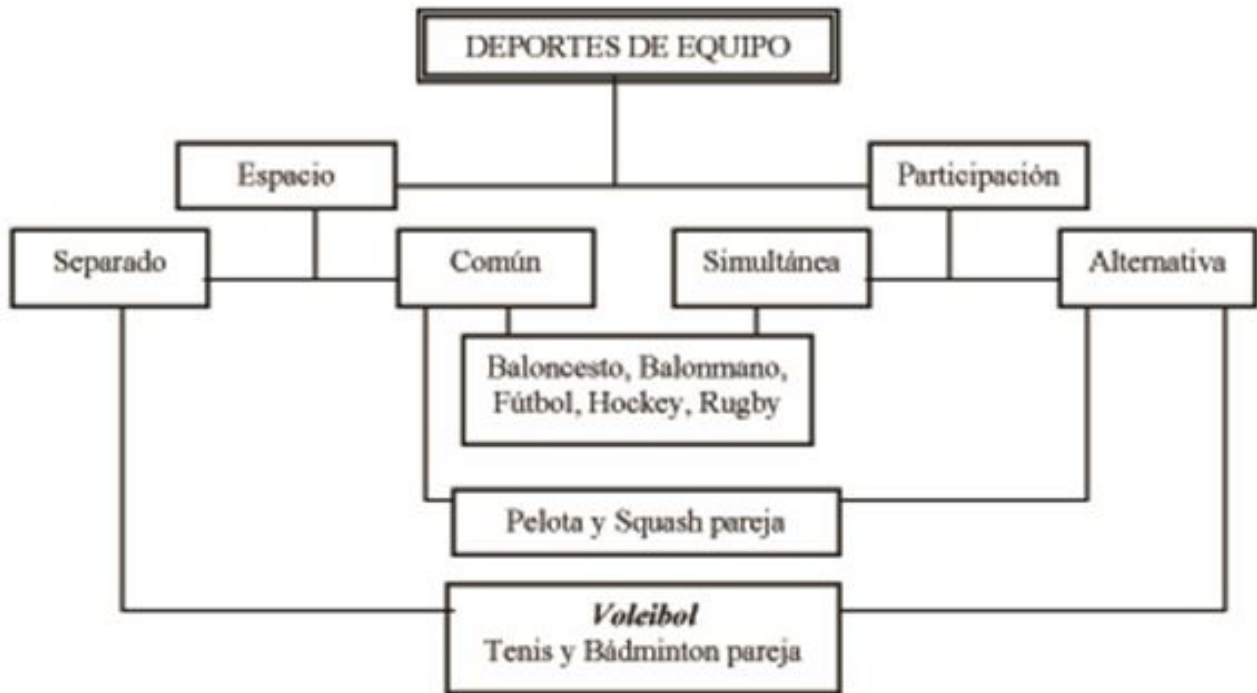 DEPORTES DE EQUIPO
Espacio
Participación
Separado
Común
Simultánea
Alternativa
Baloncesto, Balonmano,
Fútbol, Hockey, Rugby
Pelota y Squash pareja
Voleibol
Tenis y Bádminton pareja